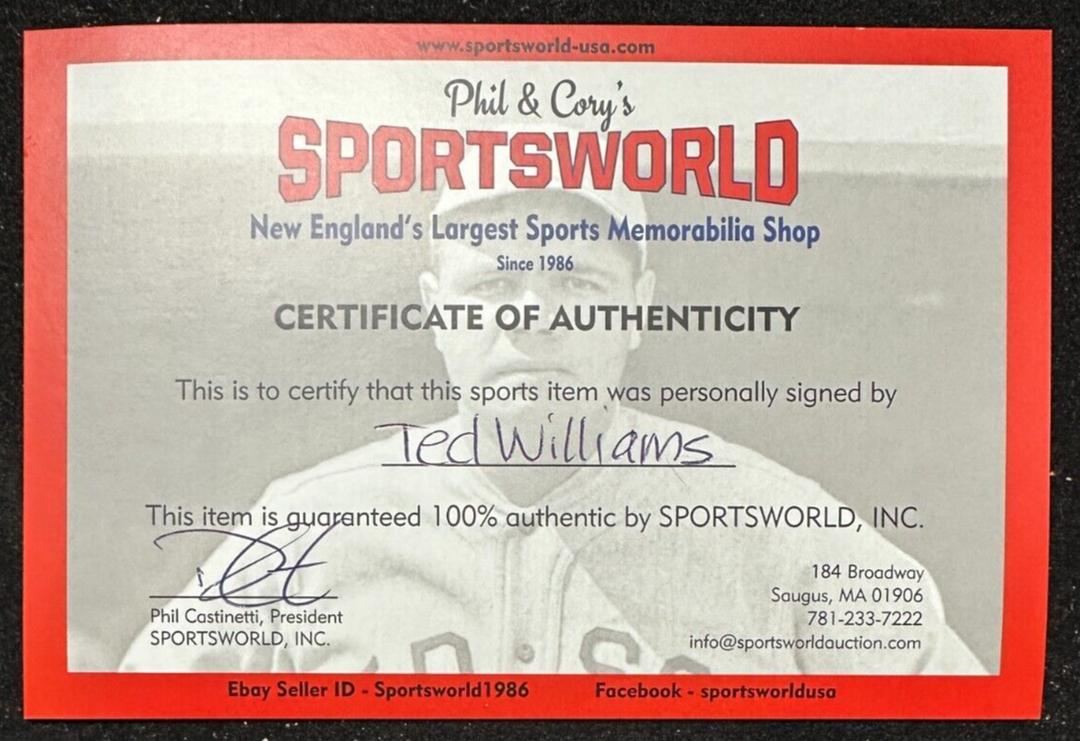 www.sportsworld-usa.com
Phil & Cory's
SPORTSWORLD
New England's Largest Sports Memorabilia Shop
Since 1986
CERTIFICATE OF AUTHENTICITY
This is to certify that this sports item was personally signed by
Ted Williams
This item is guaranteed 100% authentic by SPORTSWORLD, INC.
Phil Castinetti, President
SPORTSWORLD, INC.
184 Broadway
Saugus, MA 01906
781-233-7222
info@sportsworldauction.com
Ebay Seller ID - Sportsworld1986
Facebook - sportsworldusa